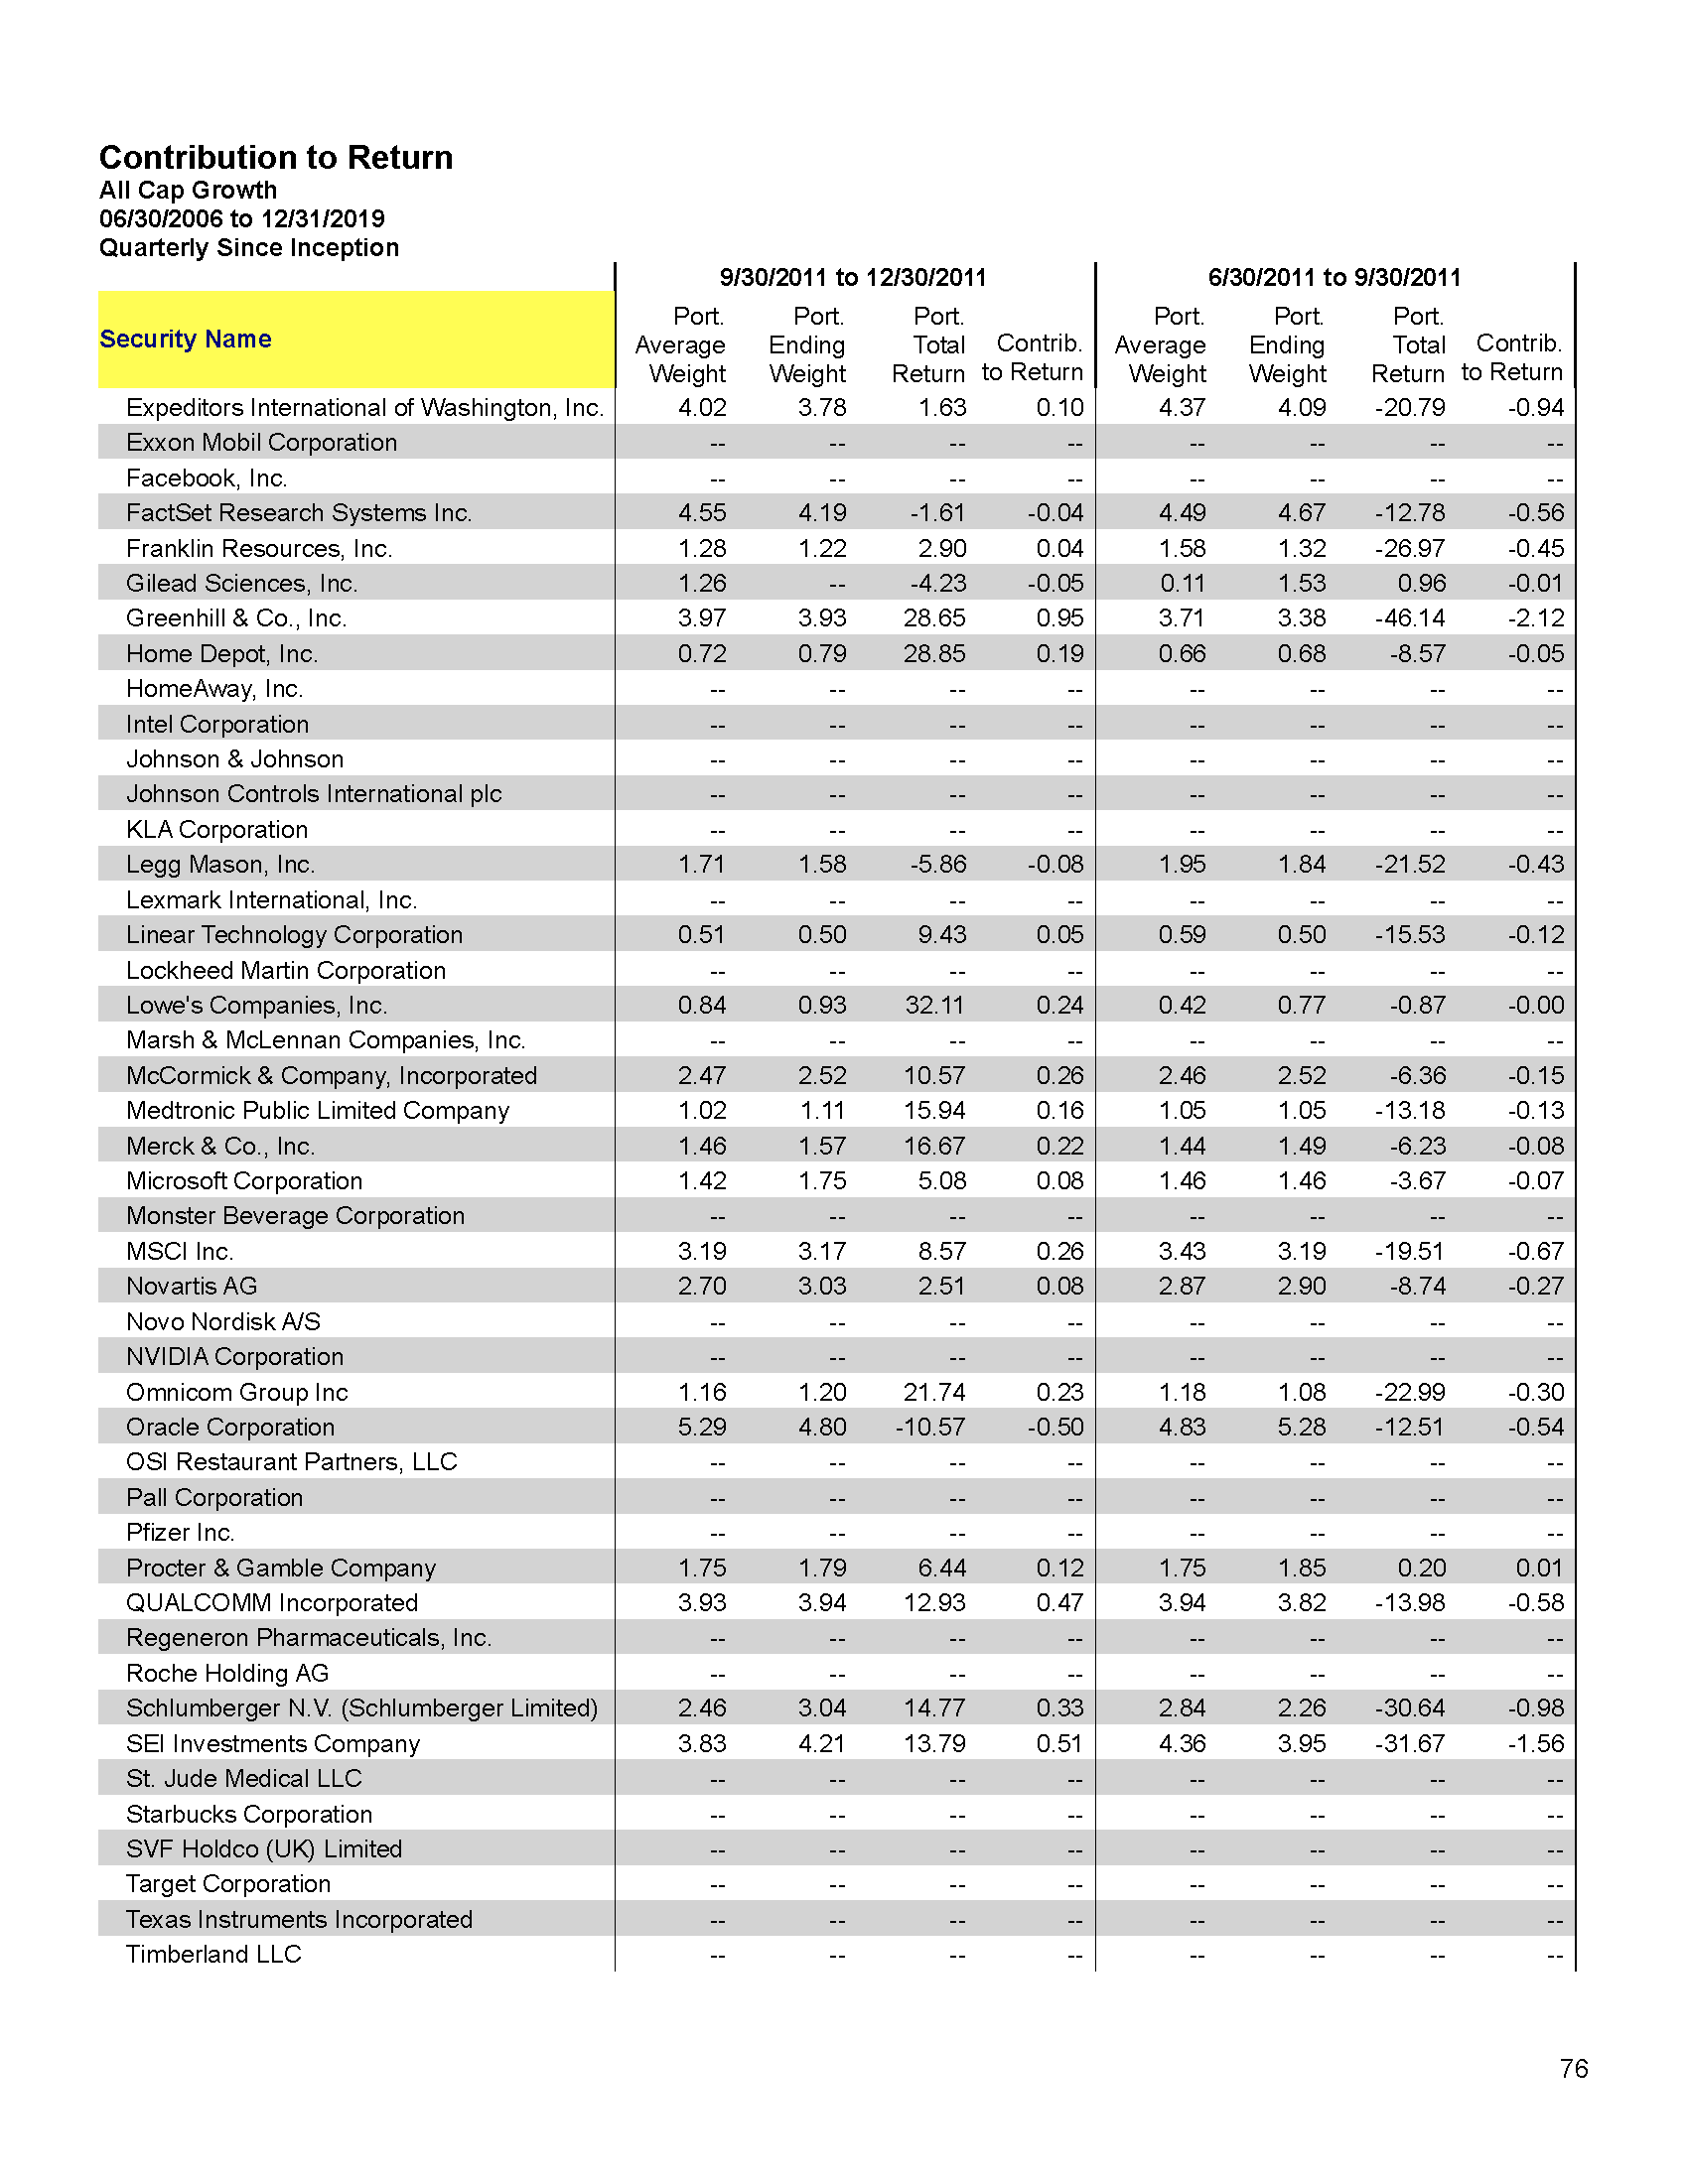 Contribution to Return
All Cap Growth
06/30/2006 to 12/31/2019
Quarterly Since Inception
9/30/2011 to 12/30/2011 6/30/2011 to 9/30/2011
Security Name Port. Average Weight Port. Ending Weight Port. Total Return Contrib. to Return Port. Average Weight Port. Ending Weight Port. Total Return Contrib. to Return
Expeditors International of Washington, Inc. 4.02 3.78 1.63 0.10 4.37 4.09 -20.79 -0.94
Exxon Mobil Corporation -- -- -- -- -- -- -- --
Facebook, Inc. -- -- -- -- -- -- -- --
FactSet Research Systems Inc. 4.55 4.19 -1.61 -0.04 4.49 4.67 -12.78 -0.56
Franklin Resources, Inc. 1.28 1.22 2.90 0.04 1.58 1.32 -26.97 -0.45
Gilead Sciences, Inc. 1.26 -- -4.23 -0.05 0.11 1.53 0.96 -0.01
Greenhill & Co., Inc. 3.97 3.93 28.65 0.95 3.71 3.38 -46.14 -2.12
Home Depot, Inc. 0.72 0.79 28.85 0.19 0.66 0.68 -8.57 -0.05
HomeAway, Inc. -- -- -- -- -- -- -- --
Intel Corporation -- -- -- -- -- -- -- --
Johnson & Johnson -- -- -- -- -- -- -- --
Johnson Controls International plc -- -- -- -- -- -- -- --
KLA Corporation -- -- -- -- -- -- -- --
Legg Mason, Inc. 1.71 1.58 -5.86 -0.08 1.95 1.84 -21.52 -0.43
Lexmark International, Inc. -- -- -- -- -- -- -- --
Linear Technology Corporation 0.51 0.50 9.43 0.05 0.59 0.50 -15.53 -0.12
Lockheed Martin Corporation -- -- -- -- -- -- -- --
Lowe's Companies, Inc. 0.84 0.93 32.11 0.24 0.42 0.77 -0.87 -0.00
Marsh & McLennan Companies, Inc. -- -- -- -- -- -- -- --
McCormick & Company, Incorporated 2.47 2.52 10.57 0.26 2.46 2.52 -6.36 -0.15
Medtronic Public Limited Company 1.02 1.11 15.94 0.16 1.05 1.05 -13.18 -0.13
Merck & Co., Inc. 1.46 1.57 16.67 0.22 1.44 1.49 -6.23 -0.08
Microsoft Corporation 1.42 1.75 5.08 0.08 1.46 1.46 -3.67 -0.07
Monster Beverage Corporation -- -- -- -- -- -- -- --
MSCI Inc. 3.19 3.17 8.57 0.26 3.43 3.19 -19.51 -0.67
Novartis AG 2.70 3.03 2.51 0.08 2.87 2.90 -8.74 -0.27
Novo Nordisk A/S -- -- -- -- -- -- -- --
NVIDIA Corporation -- -- -- -- -- -- -- --
Omnicom Group Inc 1.16 1.20 21.74 0.23 1.18 1.08 -22.99 -0.30
Oracle Corporation 5.29 4.80 -10.57 -0.50 4.83 5.28 -12.51 -0.54
OSI Restaurant Partners, LLC -- -- -- -- -- -- -- --
Pall Corporation -- -- -- -- -- -- -- --
Pfizer Inc. -- -- -- -- -- -- -- --
Procter & Gamble Company 1.75 1.79 6.44 0.12 1.75 1.85 0.20 0.01
QUALCOMM Incorporated 3.93 3.94 12.93 0.47 3.94 3.82 -13.98 -0.58
Regeneron Pharmaceuticals, Inc. -- -- -- -- -- -- -- --
Roche Holding AG -- -- -- -- -- -- -- --
Schlumberger N.V. (Schlumberger Limited) 2.46 3.04 14.77 0.33 2.84 2.26 -30.64 -0.98
SEI Investments Company 3.83 4.21 13.79 0.51 4.36 3.95 -31.67 -1.56
St. Jude Medical LLC -- -- -- -- -- -- -- --
Starbucks Corporation -- -- -- -- -- -- -- --
SVF Holdco (UK) Limited -- -- -- -- -- -- -- --
Target Corporation -- -- -- -- -- -- -- --
Texas Instruments Incorporated -- -- -- -- -- -- -- --
Timberland LLC -- -- -- -- -- -- -- --
76